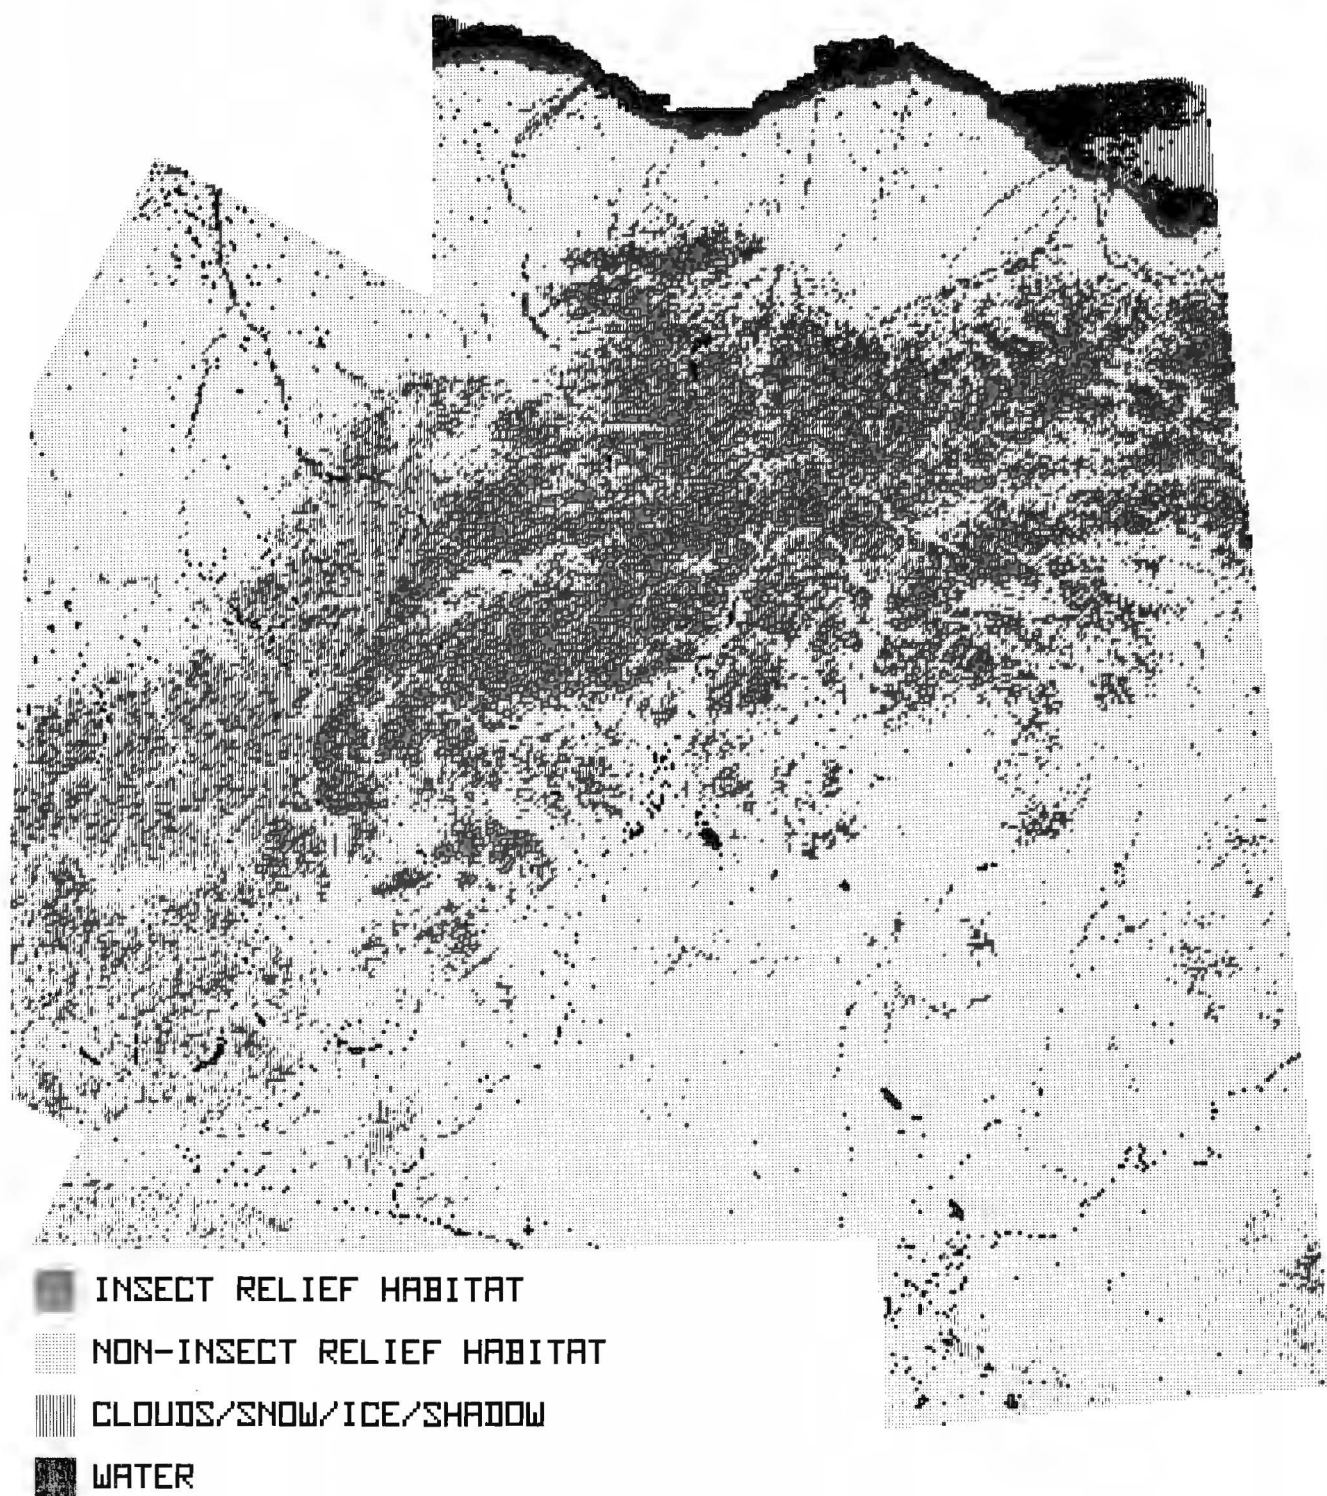 INSECT RELIEF HABITAT
NON-INSECT RELIEF HABITAT
CLOUDS/SNOW/ICE/SHADOW
WATER